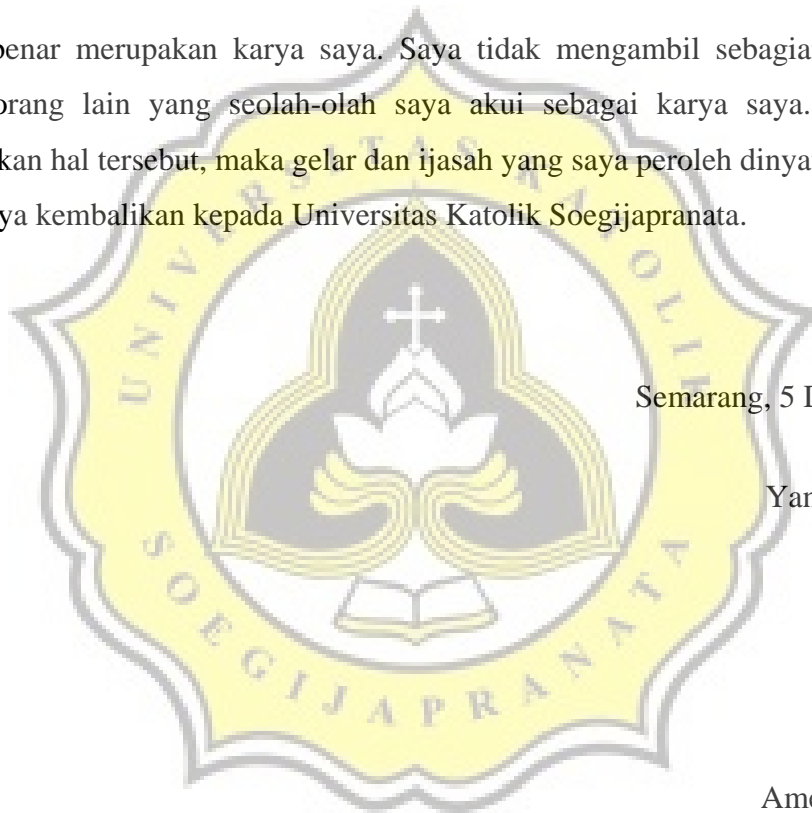 benar merupakan karya saya. Saya tidak mengambil sebagia
orang lain yang seolah-olah saya akui sebagai karya saya.
kan hal tersebut, maka gelar dan ijasah yang saya peroleh dinya
ya kembalikan kepada Universitas Katolik Soegijapranata.
UNIVERSITAS KATOLIK
Semarang, 5 D
Yan
SOEGIJAPRANATA
Ame